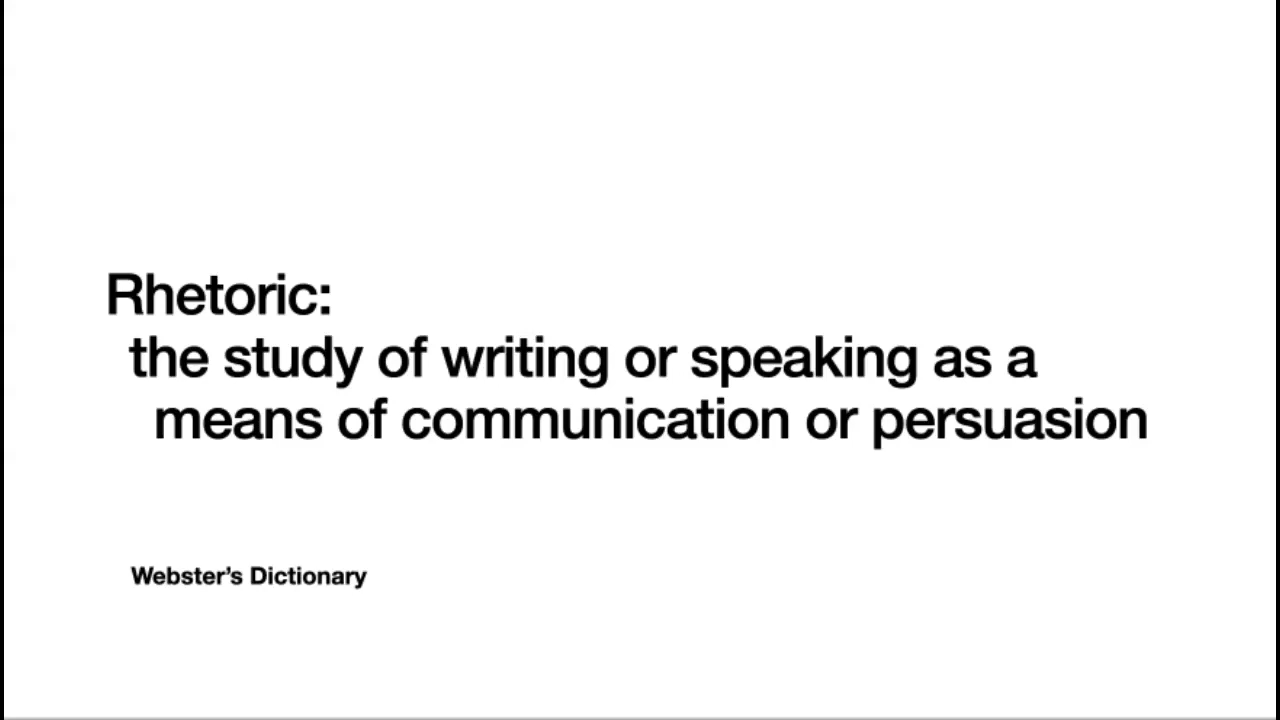 Rhetoric:
the study of writing or speaking as a
means of communication or persuasion
Webster’s Dictionary